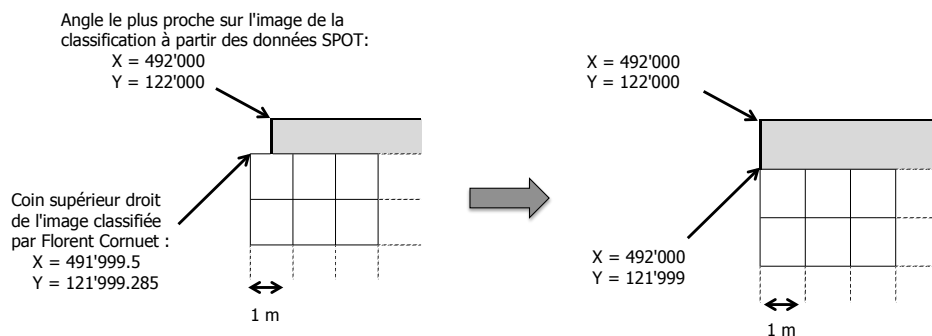 Angle le plus proche sur l'image de la
classification à partir des données SPOT:
X = 492'000
Y = 122'000
Coin supérieur droit
de l'image classifiée
par Florent Cornuet :
X = 491'999.5
Y = 121'999.285
1 m
X = 492'000
Y = 122'000
X = 492'000
Y = 121'999
1 m